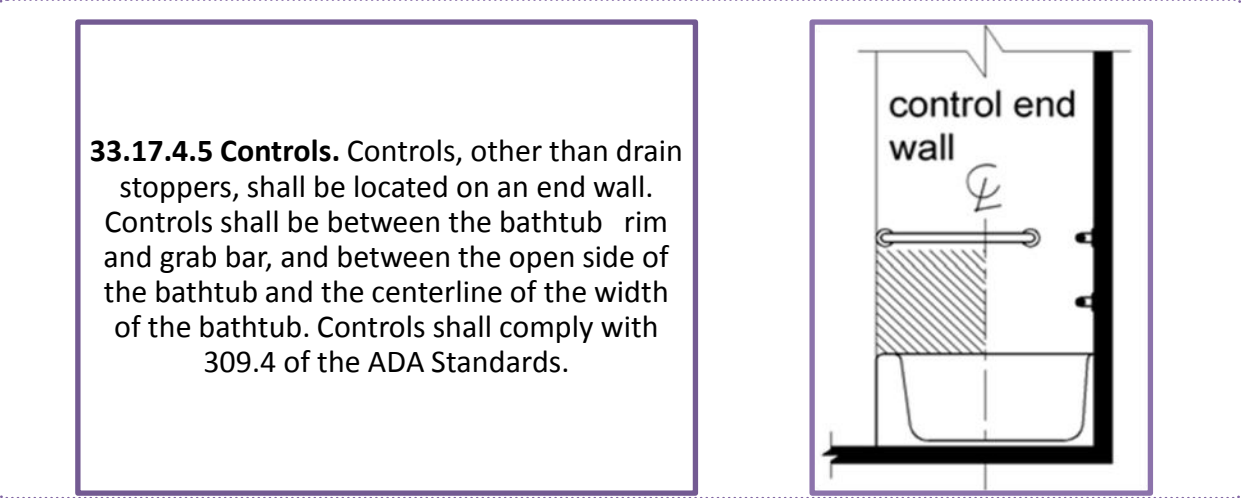 33.17.4.5 Controls. Controls, other than drain
stoppers, shall be located on an end wall.
Controls shall be between the bathtub rim
and grab bar, and between the open side of
the bathtub and the centerline of the width
of the bathtub. Controls shall comply with
309.4 of the ADA Standards.
control end
wall
℄